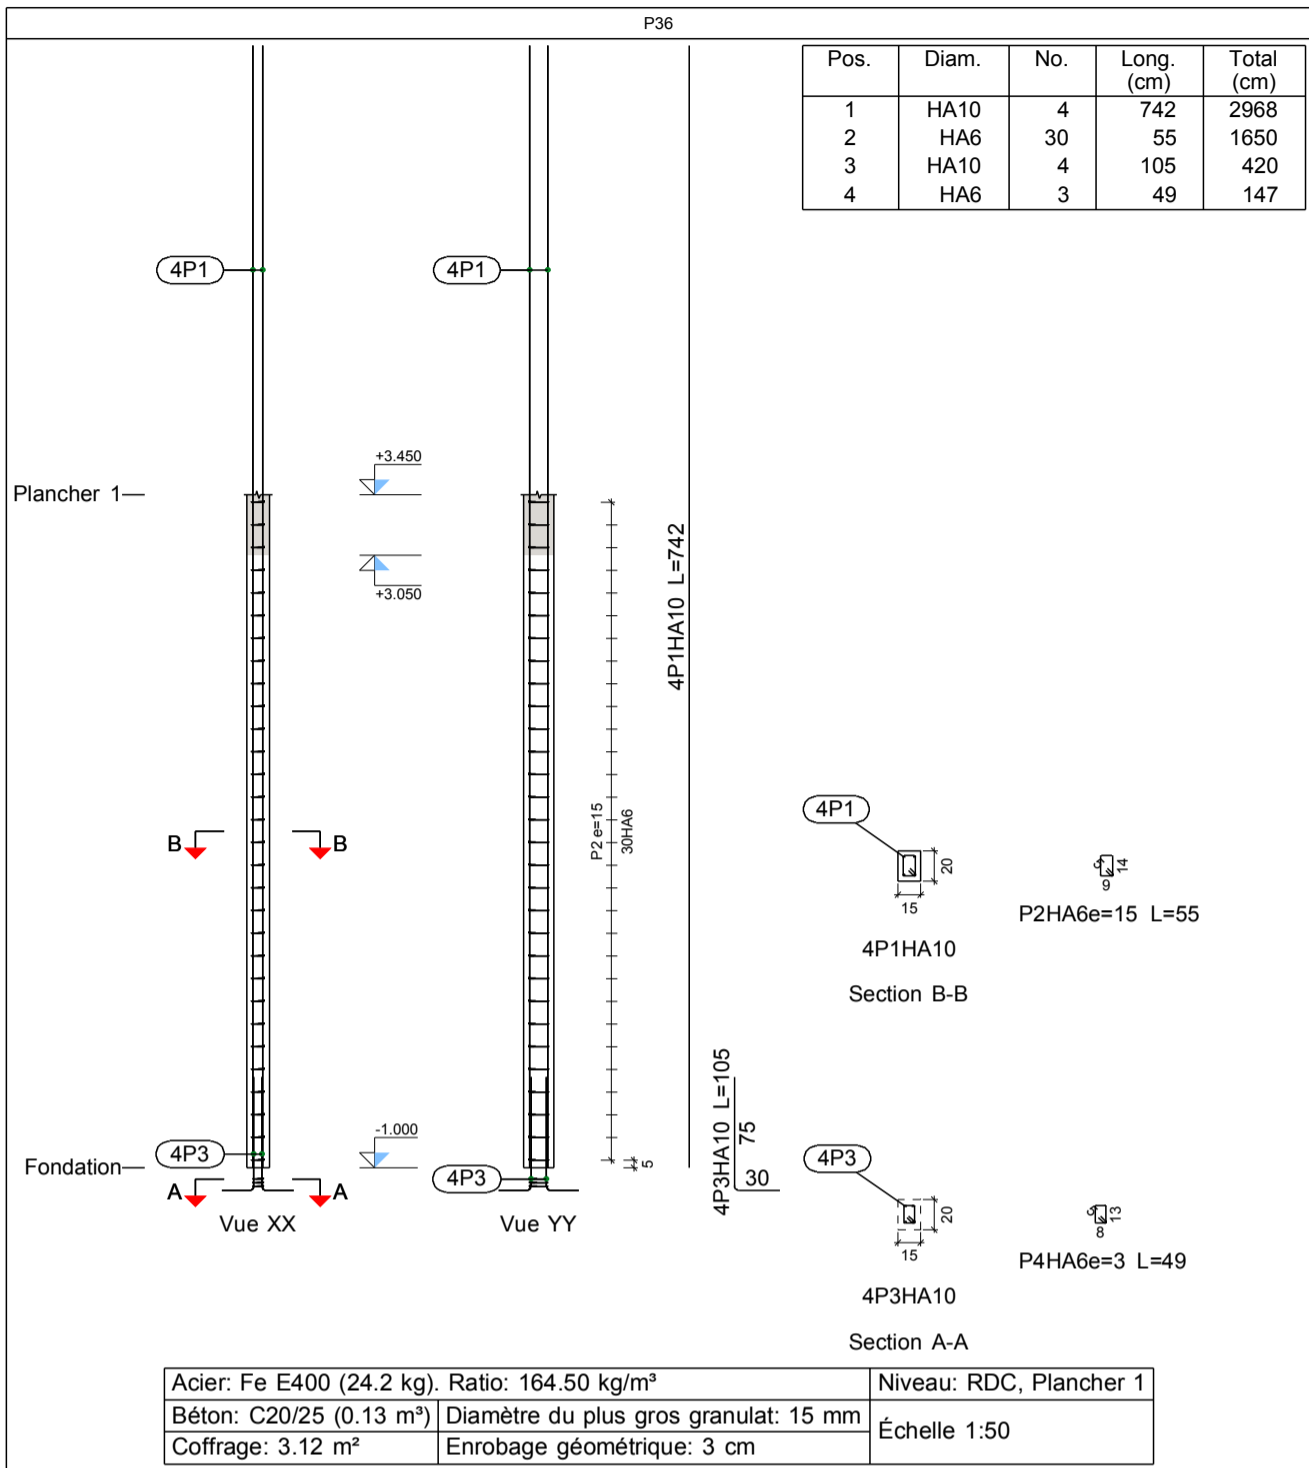 P36
Pos. Diam. No. Long. (cm) Total (cm)
1 HA10 4 742 2968
2 HA6 30 55 1650
3 HA10 4 105 420
4 HA6 3 49 147
4P1
4P1
+3.450
Plancher 1
+3.050
4P1HA10 L=742
P2 e=15
30HA6
B B
4P1
20
15
4P1HA10
Section B-B
5
14
9
P2HA6e=15 L=55
-1.000
Fondation
4P3
4P3
5
A A
Vue XX
Vue YY
4P3HA10 L=105
75
30
4P3
20
15
4P3HA10
Section A-A
5
13
8
P4HA6e=3 L=49
Acier: Fe E400 (24.2 kg). Ratio: 164.50 kg/m³
Niveau: RDC, Plancher 1
Béton: C20/25 (0.13 m³) Diamètre du plus gros granulat: 15 mm
Échelle 1:50
Coffrage: 3.12 m² Enrobage géométrique: 3 cm